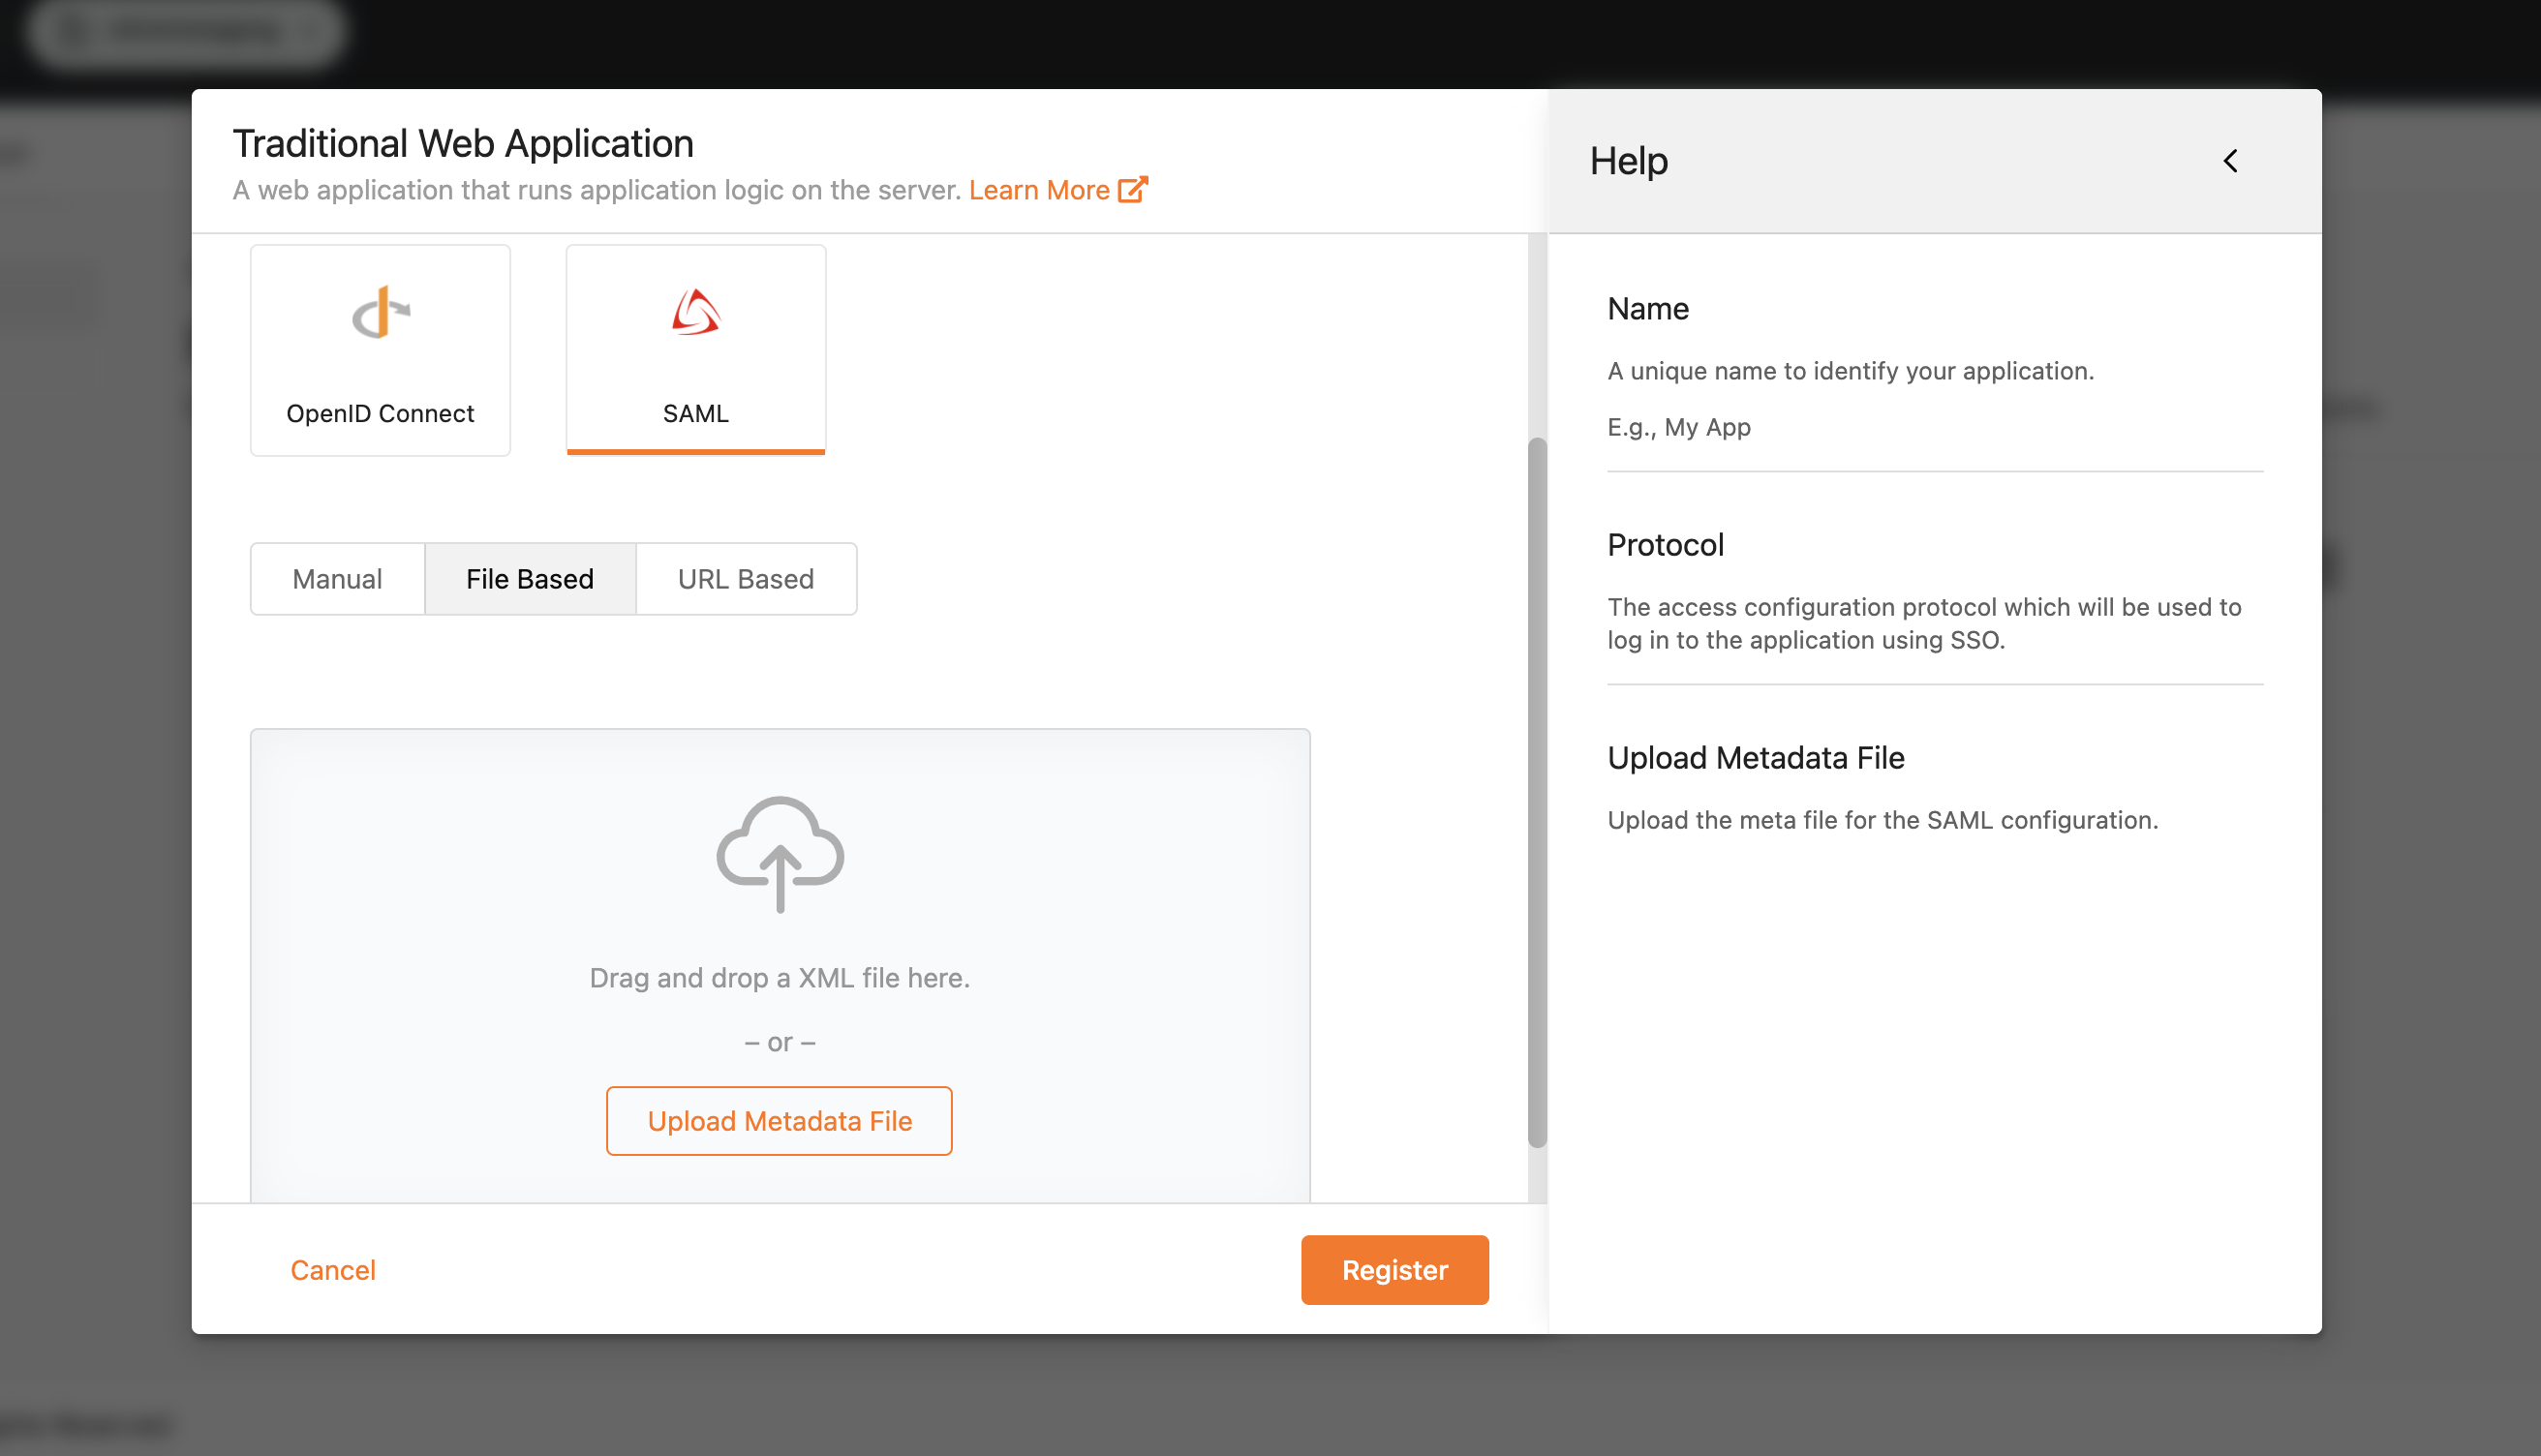 Traditional Web Application
A web application that runs application logic on the server. Learn More
OpenID Connect
SAML
Manual
File Based
URL Based
Drag and drop a XML file here.
– or –
Upload Metadata File
Cancel
Register
Help
Name
A unique name to identify your application.
E.g., My App
Protocol
The access configuration protocol which will be used to
log in to the application using SSO.
Upload Metadata File
Upload the meta file for the SAML configuration.